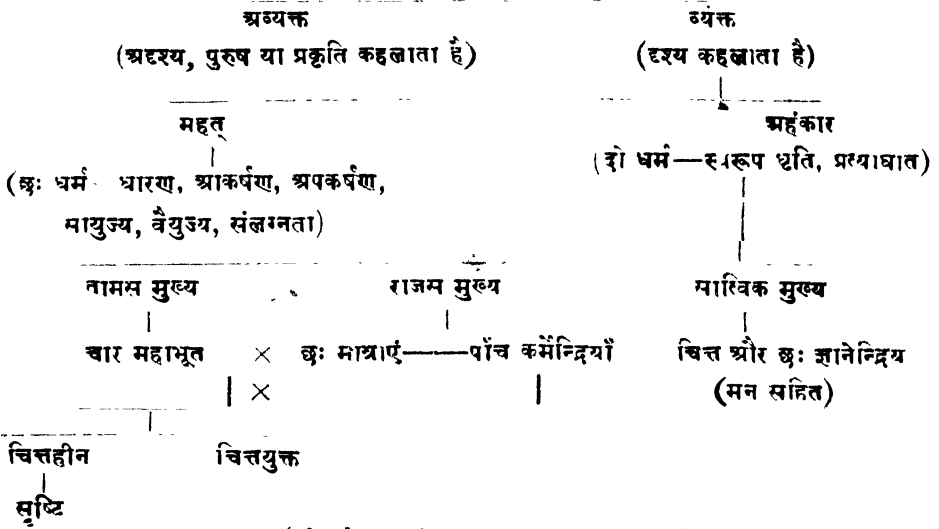 अव्यक्त व्यंक्त
(अदृश्य, पुरुष या प्रकृति कहलाता है) (दृश्य कहलाता है)
महत् अहंकार
(दो धर्म—स्वरूप धृति, प्रत्याघात)
(छः धर्म धारण, आकर्षण, अपकर्षण,
सायुज्य, वैयुज्य, संलग्नता)
तामस मुख्य राजस मुख्य सात्विक मुख्य
चार महाभूत × छः मात्राएं——पाँच कर्मेन्द्रियाँ चित्त और छः ज्ञानेन्द्रिय
× (मन सहित)
चित्तहीन चित्तयुक्त
सृष्टि